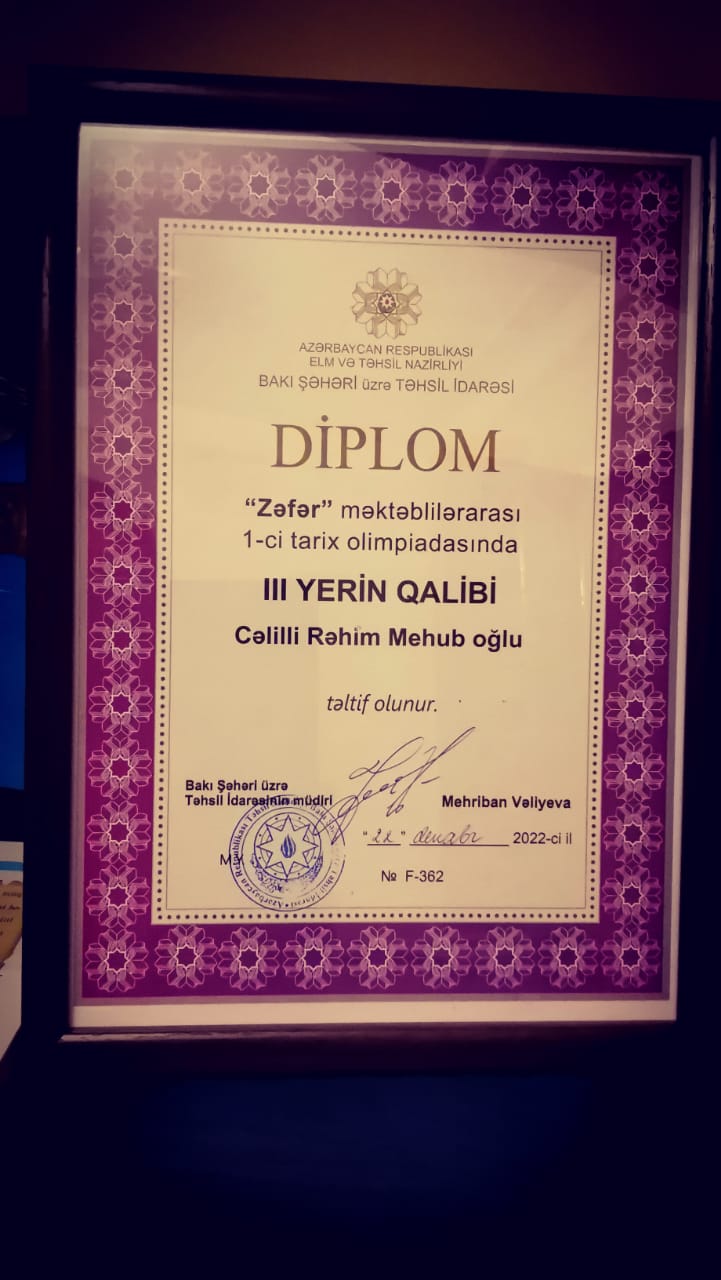 AZƏRBAYCAN RESPUBLİKASI
ELM VƏ TƏHSİL NAZİRLİYİ
BAKI ŞƏHƏRİ üzrə TƏHSİL İDARƏSİ
DİPLOM
“Zəfər” məktəblilərarası
1-ci tarix olimpiadasında
III YERİN QALİBİ
Cəlilli Rəhim Mehub oğlu
təltif olunur.
Bakı Şəhəri üzrə
Təhsil İdarəsinin müdiri
Mehriban Vəliyeva
“22” dekabr 2022-ci il
M.Y
№ F-362